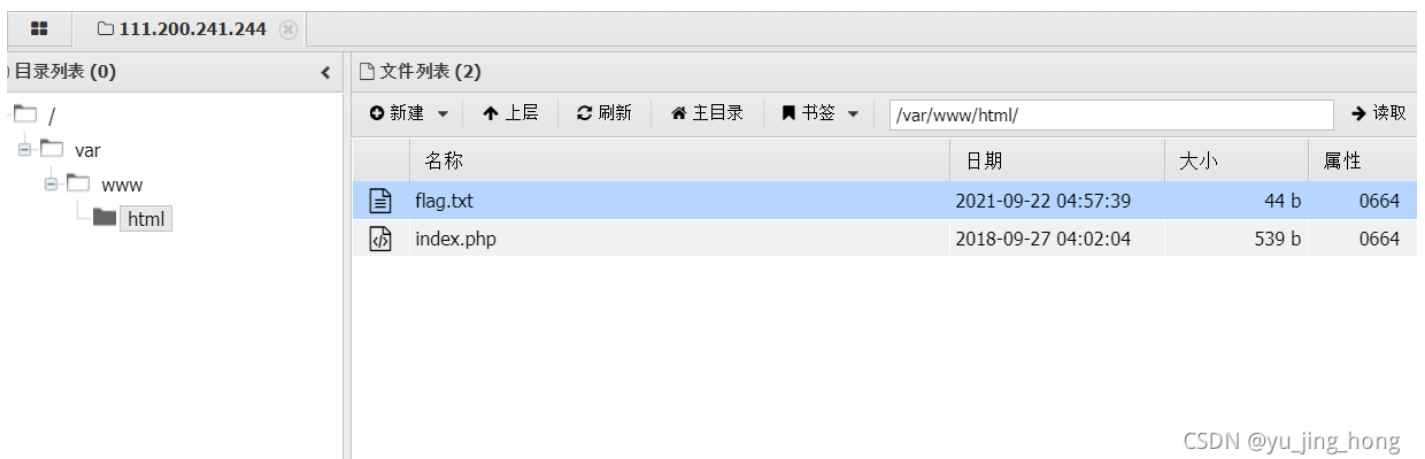 111.200.241.244
目录列表 (0)
文件列表 (2)
/
var
www
html
新建 上层 刷新 主目录 书签 /var/www/html/ 读取
名称 日期 大小 属性
flag.txt 2021-09-22 04:57:39 44 b 0664
index.php 2018-09-27 04:02:04 539 b 0664
CSDN @yu_jing_hong